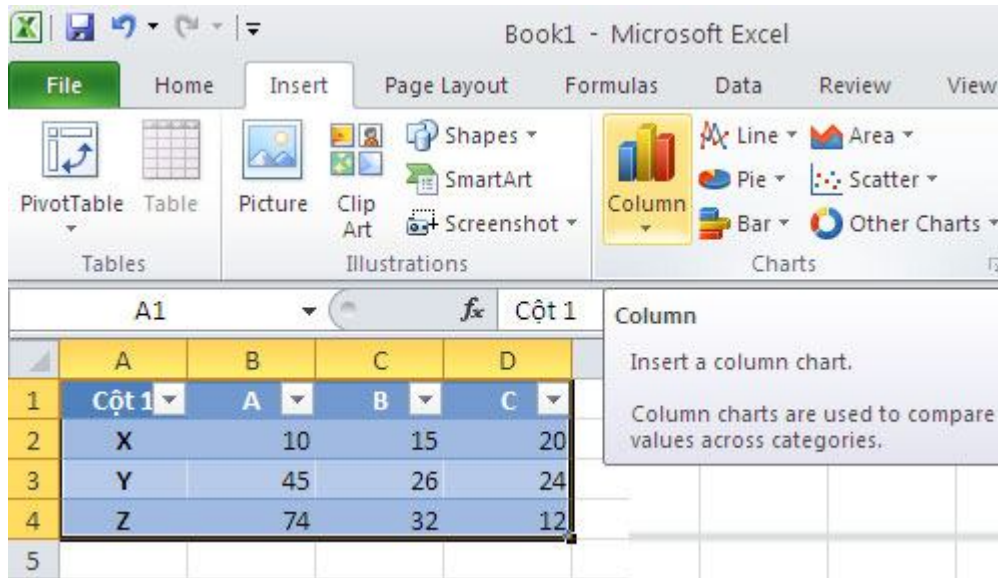 Book1 - Microsoft Excel
File Home Insert Page Layout Formulas Data Review View
PivotTable Table Picture Clip Art Shapes SmartArt Screenshot Column Line Pie Bar Area Scatter Other Charts
Tables Illustrations Charts
A1 fx Cột 1
Column
Insert a column chart.
Column charts are used to compare
values across categories.
A B C D
1 Cột 1 A B C
2 X 10 15 20
3 Y 45 26 24
4 Z 74 32 12
5